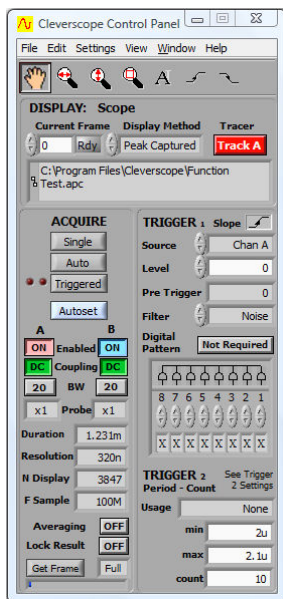 Cleverscope Control Panel
File Edit Settings View Window Help
A
DISPLAY: Scope
Current Frame Display Method Tracer
0 Rdy Peak Captured Track A
C:\Program Files\Cleverscope\Function
Test.apc
ACQUIRE
Single
Auto
Triggered
Autoset
A B
ON Enabled ON
DC Coupling DC
20 BW 20
x1 Probe x1
Duration 1.231m
Resolution 320n
N Display 3847
F Sample 100M
Averaging OFF
Lock Result OFF
Get Frame Full
TRIGGER 1 Slope
Source Chan A
Level 0
Pre Trigger 0
Filter Noise
Digital
Pattern Not Required
8 7 6 5 4 3 2 1
X X X X X X X X
TRIGGER 2 See Trigger
Period - Count 2 Settings
Usage None
min 2u
max 2.1u
count 10